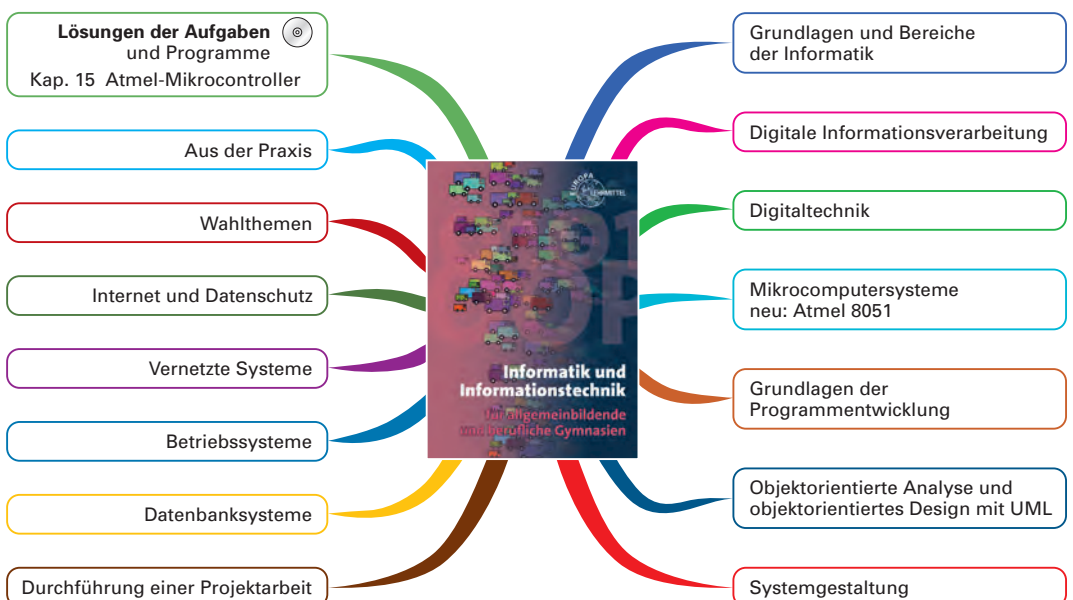 Lösungen der Aufgaben
und Programme
Kap. 15 Atmel-Mikrocontroller
Aus der Praxis
Wahlthemen
Internet und Datenschutz
Vernetzte Systeme
Betriebssysteme
Datenbanksysteme
Durchführung einer Projektarbeit
EUROPA
LEHRMITTEL
Informatik und
Informationstechnik
für allgemeinbildende
und berufliche Gymnasien
Grundlagen und Bereiche
der Informatik
Digitale Informationsverarbeitung
Digitaltechnik
Mikrocomputersysteme
neu: Atmel 8051
Grundlagen der
Programmentwicklung
Objektorientierte Analyse und
objektorientiertes Design mit UML
Systemgestaltung